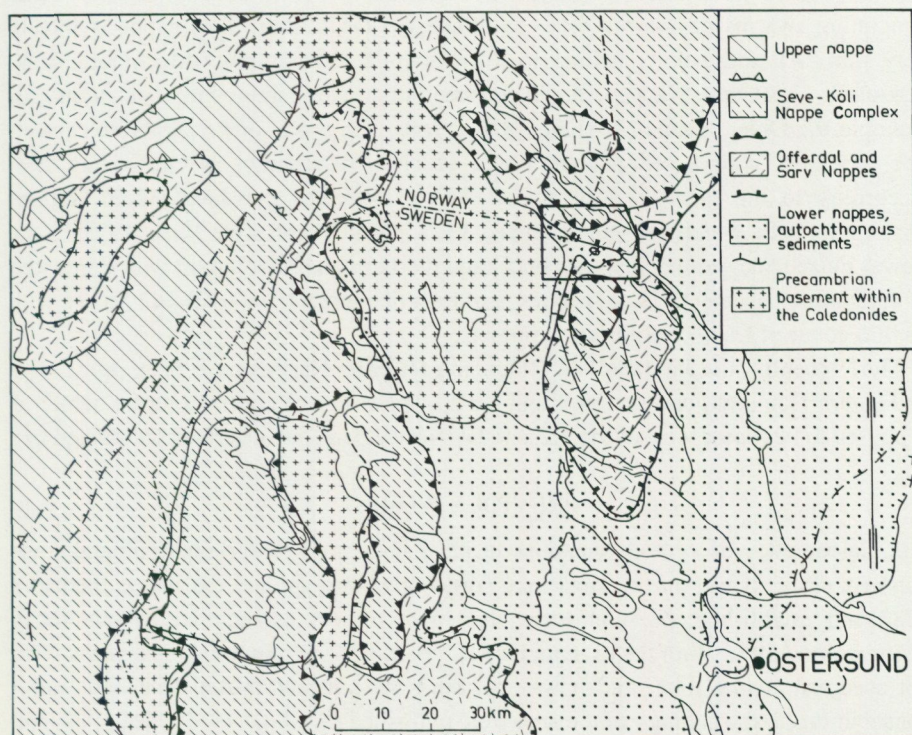 Upper nappe
Seve-Köli
Nappe Complex
Offerdal and
Särv Nappes
Lower nappes,
autochthonous
sediments
Precambrian
basement within
the Caledonides
NORWAY
SWEDEN
ÖSTERSUND
0 10 20 30km